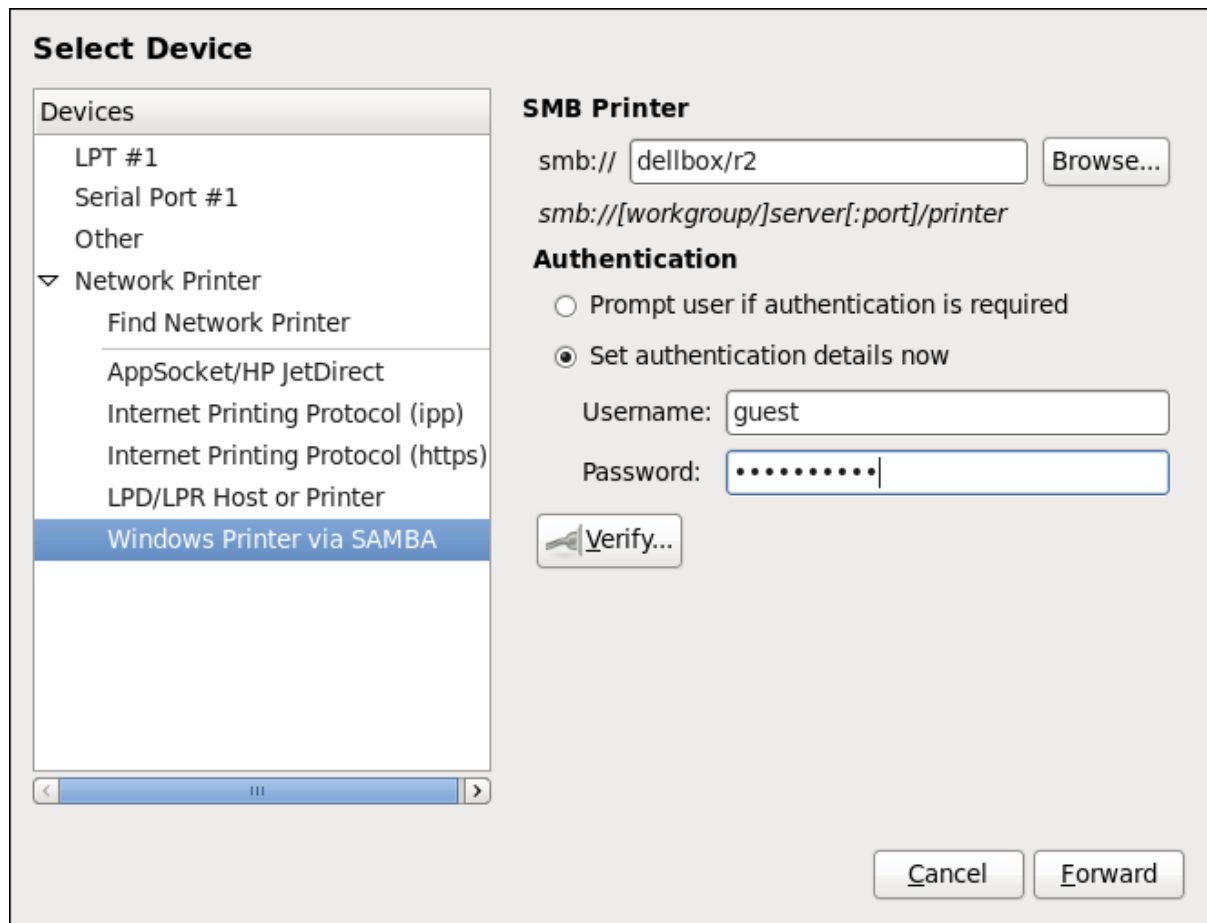 Select Device
Devices
LPT #1
Serial Port #1
Other
Network Printer
Find Network Printer
AppSocket/HP JetDirect
Internet Printing Protocol (ipp)
Internet Printing Protocol (https)
LPD/LPR Host or Printer
Windows Printer via SAMBA
SMB Printer
smb:// dellbox/r2 Browse...
smb://[workgroup/]server[:port]/printer
Authentication
Prompt user if authentication is required
Set authentication details now
Username: guest
Password: ••••••••••
Verify...
Cancel Forward